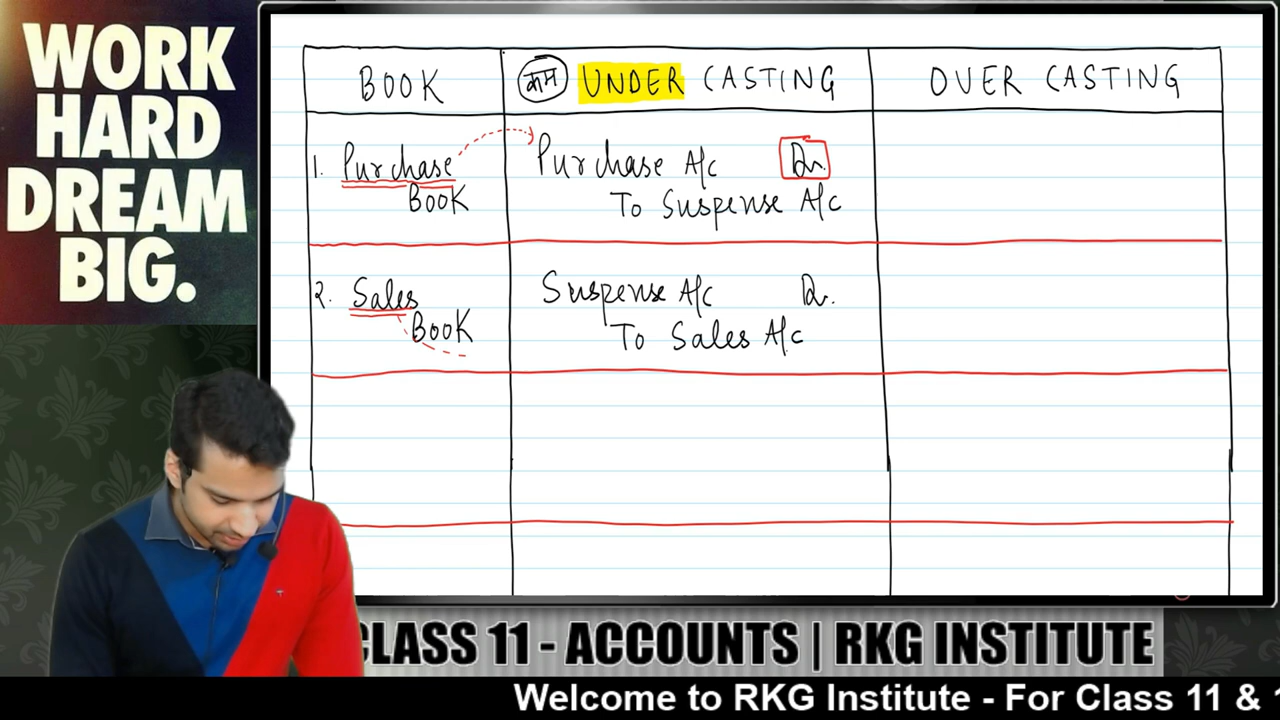 WORK
HARD
DREAM
BIG.
BOOK
कम UNDER CASTING
OVER CASTING
1. Purchase
Book
Purchase A/c Dr.
To Suspense A/c
2. Sales
Book
Suspense A/c Dr.
To Sales A/c
CLASS 11 - ACCOUNTS | RKG INSTITUTE
Welcome to RKG Institute - For Class 11 &